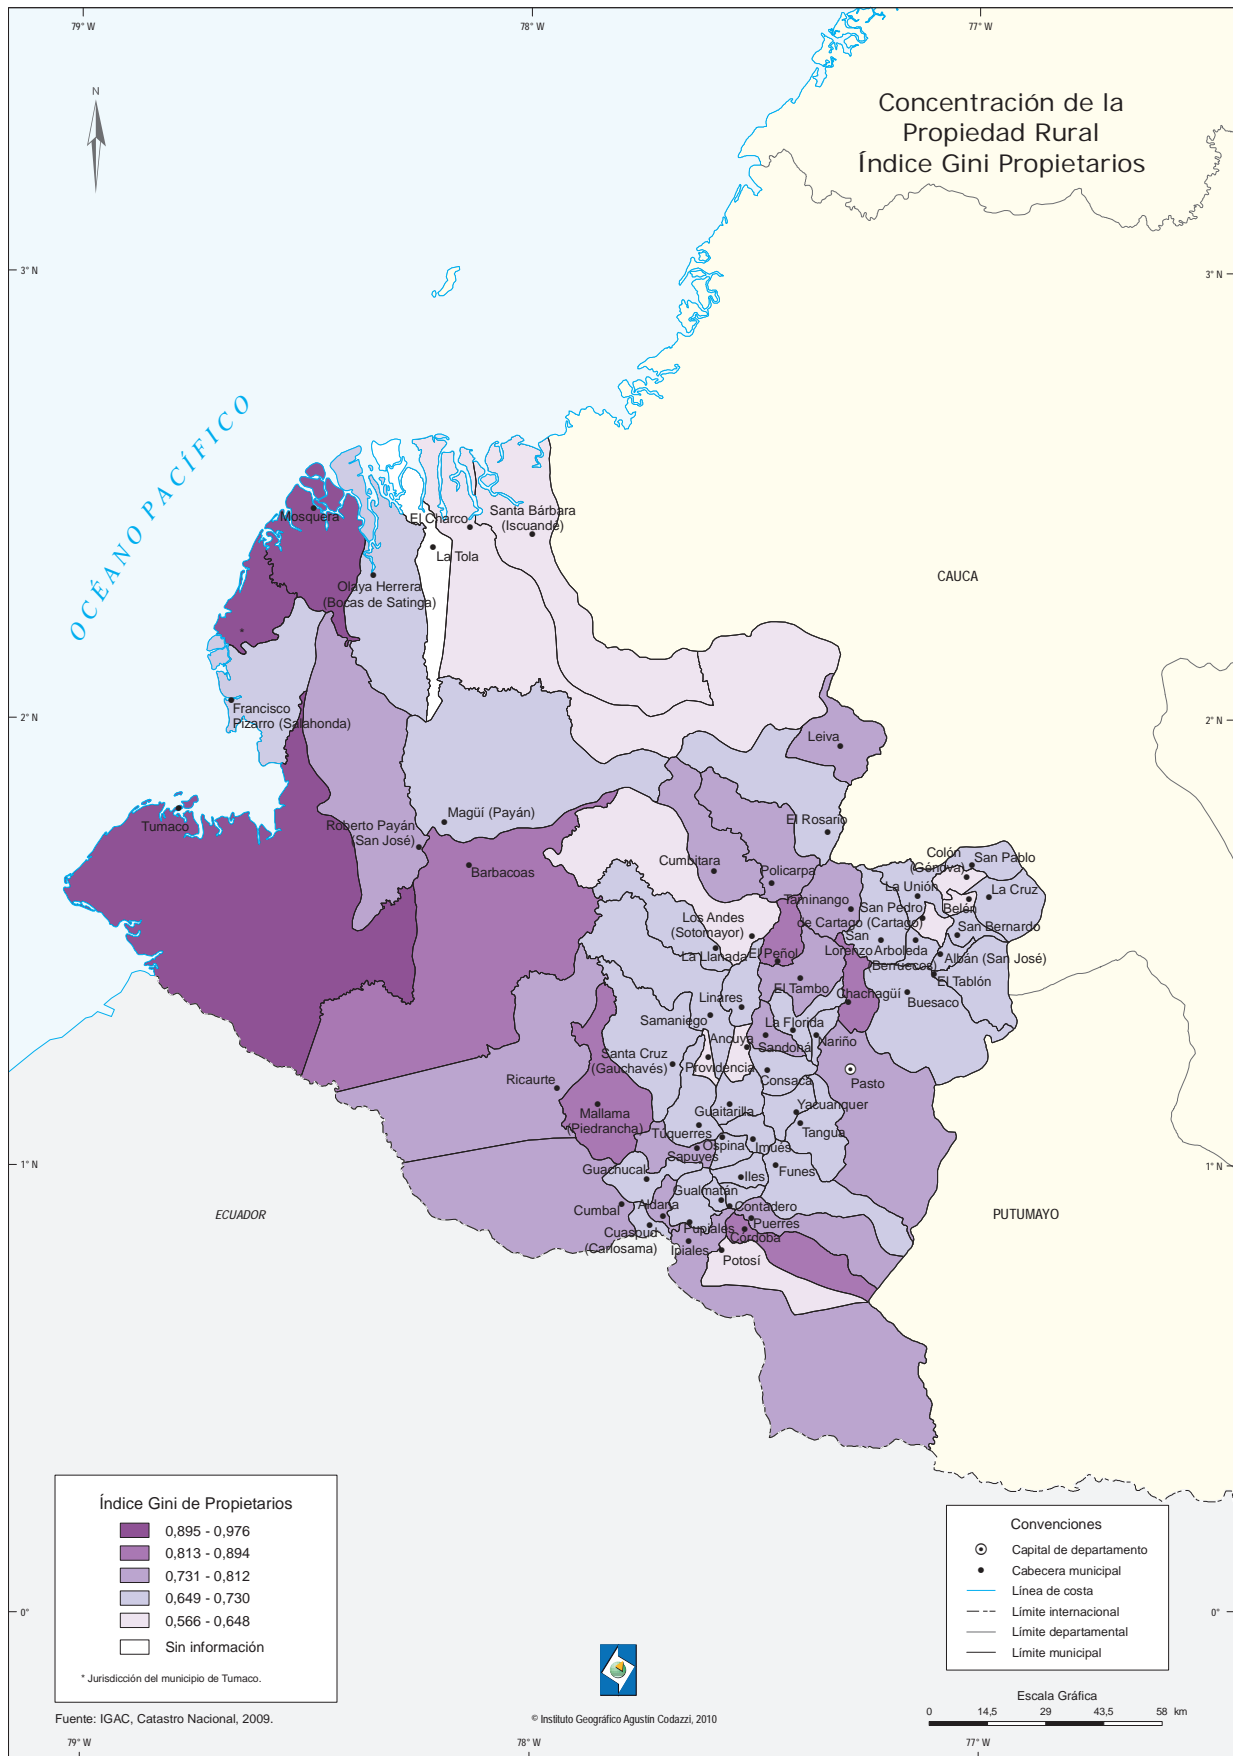 79° W
78° W
77° W
N
Concentración de la
Propiedad Rural
Índice Gini Propietarios
3° N
3° N
OCÉANO PACÍFICO
Mosquera
El Charco
Santa Bárbara
(Iscuandé)
La Tola
Olaya Herrera
(Bocas de Satinga)
CAUCA
*
Francisco
Pizarro (Salahonda)
2° N
2° N
Leiva
Tumaco
Magüí (Payán)
Roberto Payán
(San José)
El Rosario
Barbacoas
Cumbitara
Policarpa
Colón
(Génova)
San Pablo
La Unión
La Cruz
Taminango
San Pedro
de Cartago (Cartago)
Belén
Los Andes
(Sotomayor)
San Bernardo
La Llanada
El Peñol
San
Lorenzo
Arboleda
(Berruecos)
Albán (San José)
El Tablón
El Tambo
Chachagüí
Buesaco
Linares
Samaniego
La Florida
Ancuya
Sandoná
Nariño
Santa Cruz
(Gauchavés)
Providencia
Consacá
Pasto
Ricaurte
Mallama
(Piedrancha)
Guaitarilla
Yacuanquer
Tangua
Túquerres
Ospina
Imués
Sapuyes
1° N
1° N
Guachucal
Iles
Funes
Gualmatán
Cumbal
Aldana
Contadero
Cuaspud
(Carlosama)
Pupiales
Puerres
Córdoba
Ipiales
Potosí
ECUADOR
PUTUMAYO
Índice Gini de Propietarios
0,895 - 0,976
0,813 - 0,894
0,731 - 0,812
0,649 - 0,730
0,566 - 0,648
Sin información
* Jurisdicción del municipio de Tumaco.
Convenciones
Capital de departamento
Cabecera municipal
Línea de costa
Límite internacional
Límite departamental
Límite municipal
0°
0°
Escala Gráfica
0 14,5 29 43,5 58 km
Fuente: IGAC, Catastro Nacional, 2009.
© Instituto Geográfico Agustín Codazzi, 2010
79° W
78° W
77° W